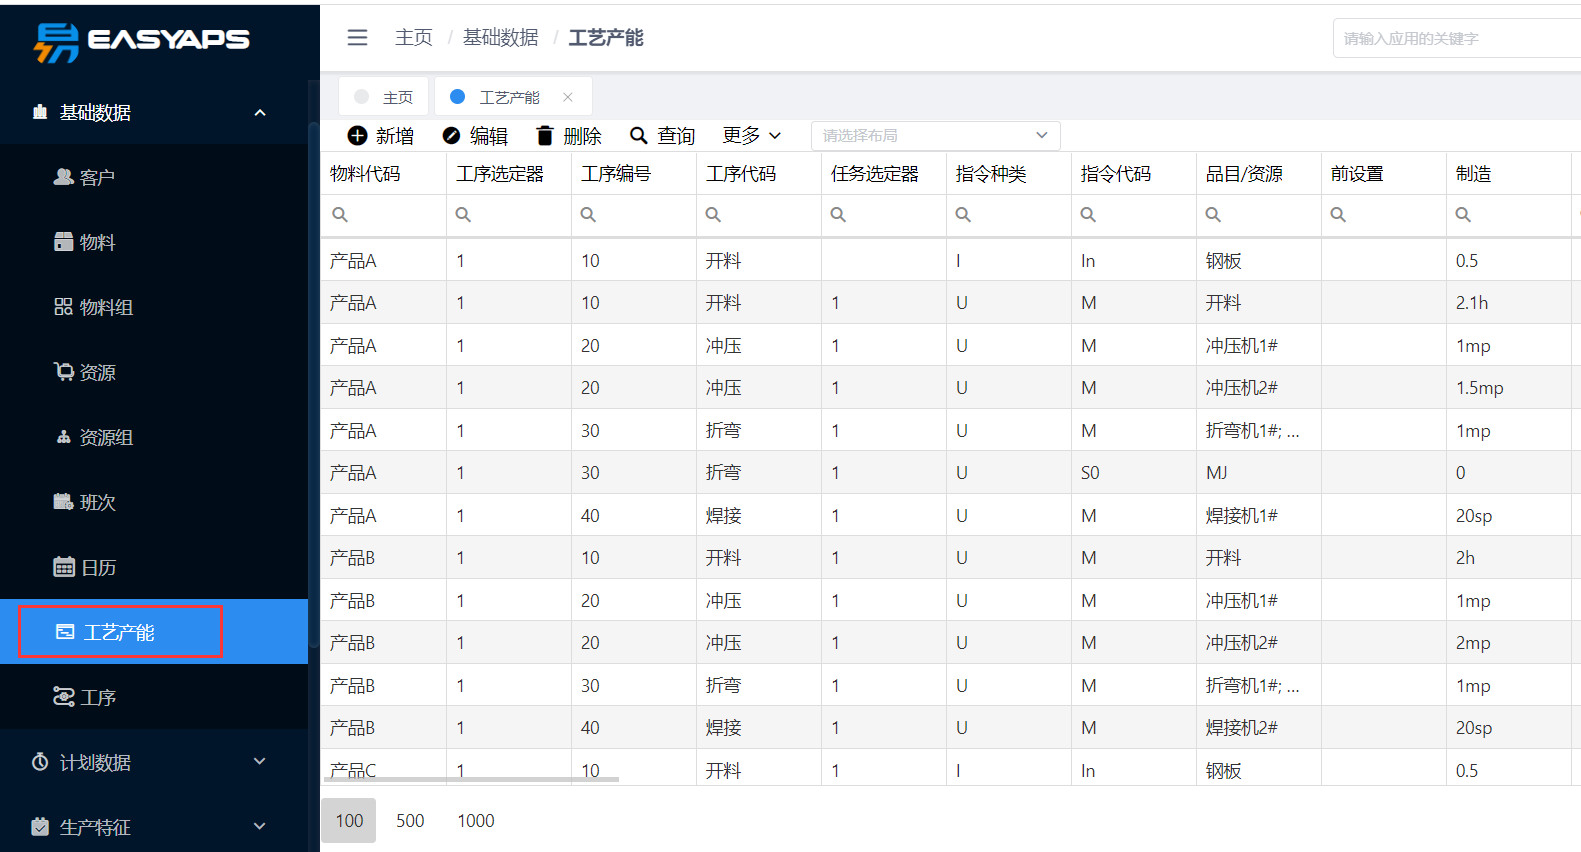 易 EASYAPS
基础数据
客户
物料
物料组
资源
资源组
班次
日历
工艺产能
工序
计划数据
生产特征
主页 / 基础数据 / 工艺产能
请输入应用的关键字
主页 工艺产能 ×
新增 编辑 删除 查询 更多 请选择布局
物料代码 工序选定器 工序编号 工序代码 任务选定器 指令种类 指令代码 品目/资源 前设置 制造
产品A 1 10 开料 I In 钢板 0.5
产品A 1 10 开料 1 U M 开料 2.1h
产品A 1 20 冲压 1 U M 冲压机1# 1mp
产品A 1 20 冲压 1 U M 冲压机2# 1.5mp
产品A 1 30 折弯 1 U M 折弯机1#; ... 1mp
产品A 1 30 折弯 1 U S0 MJ 0
产品A 1 40 焊接 1 U M 焊接机1# 20sp
产品B 1 10 开料 1 U M 开料 2h
产品B 1 20 冲压 1 U M 冲压机1# 1mp
产品B 1 20 冲压 1 U M 冲压机2# 2mp
产品B 1 30 折弯 1 U M 折弯机1#; ... 1mp
产品B 1 40 焊接 1 U M 焊接机2# 20sp
产品C 1 10 开料 1 I In 钢板 0.5
100 500 1000